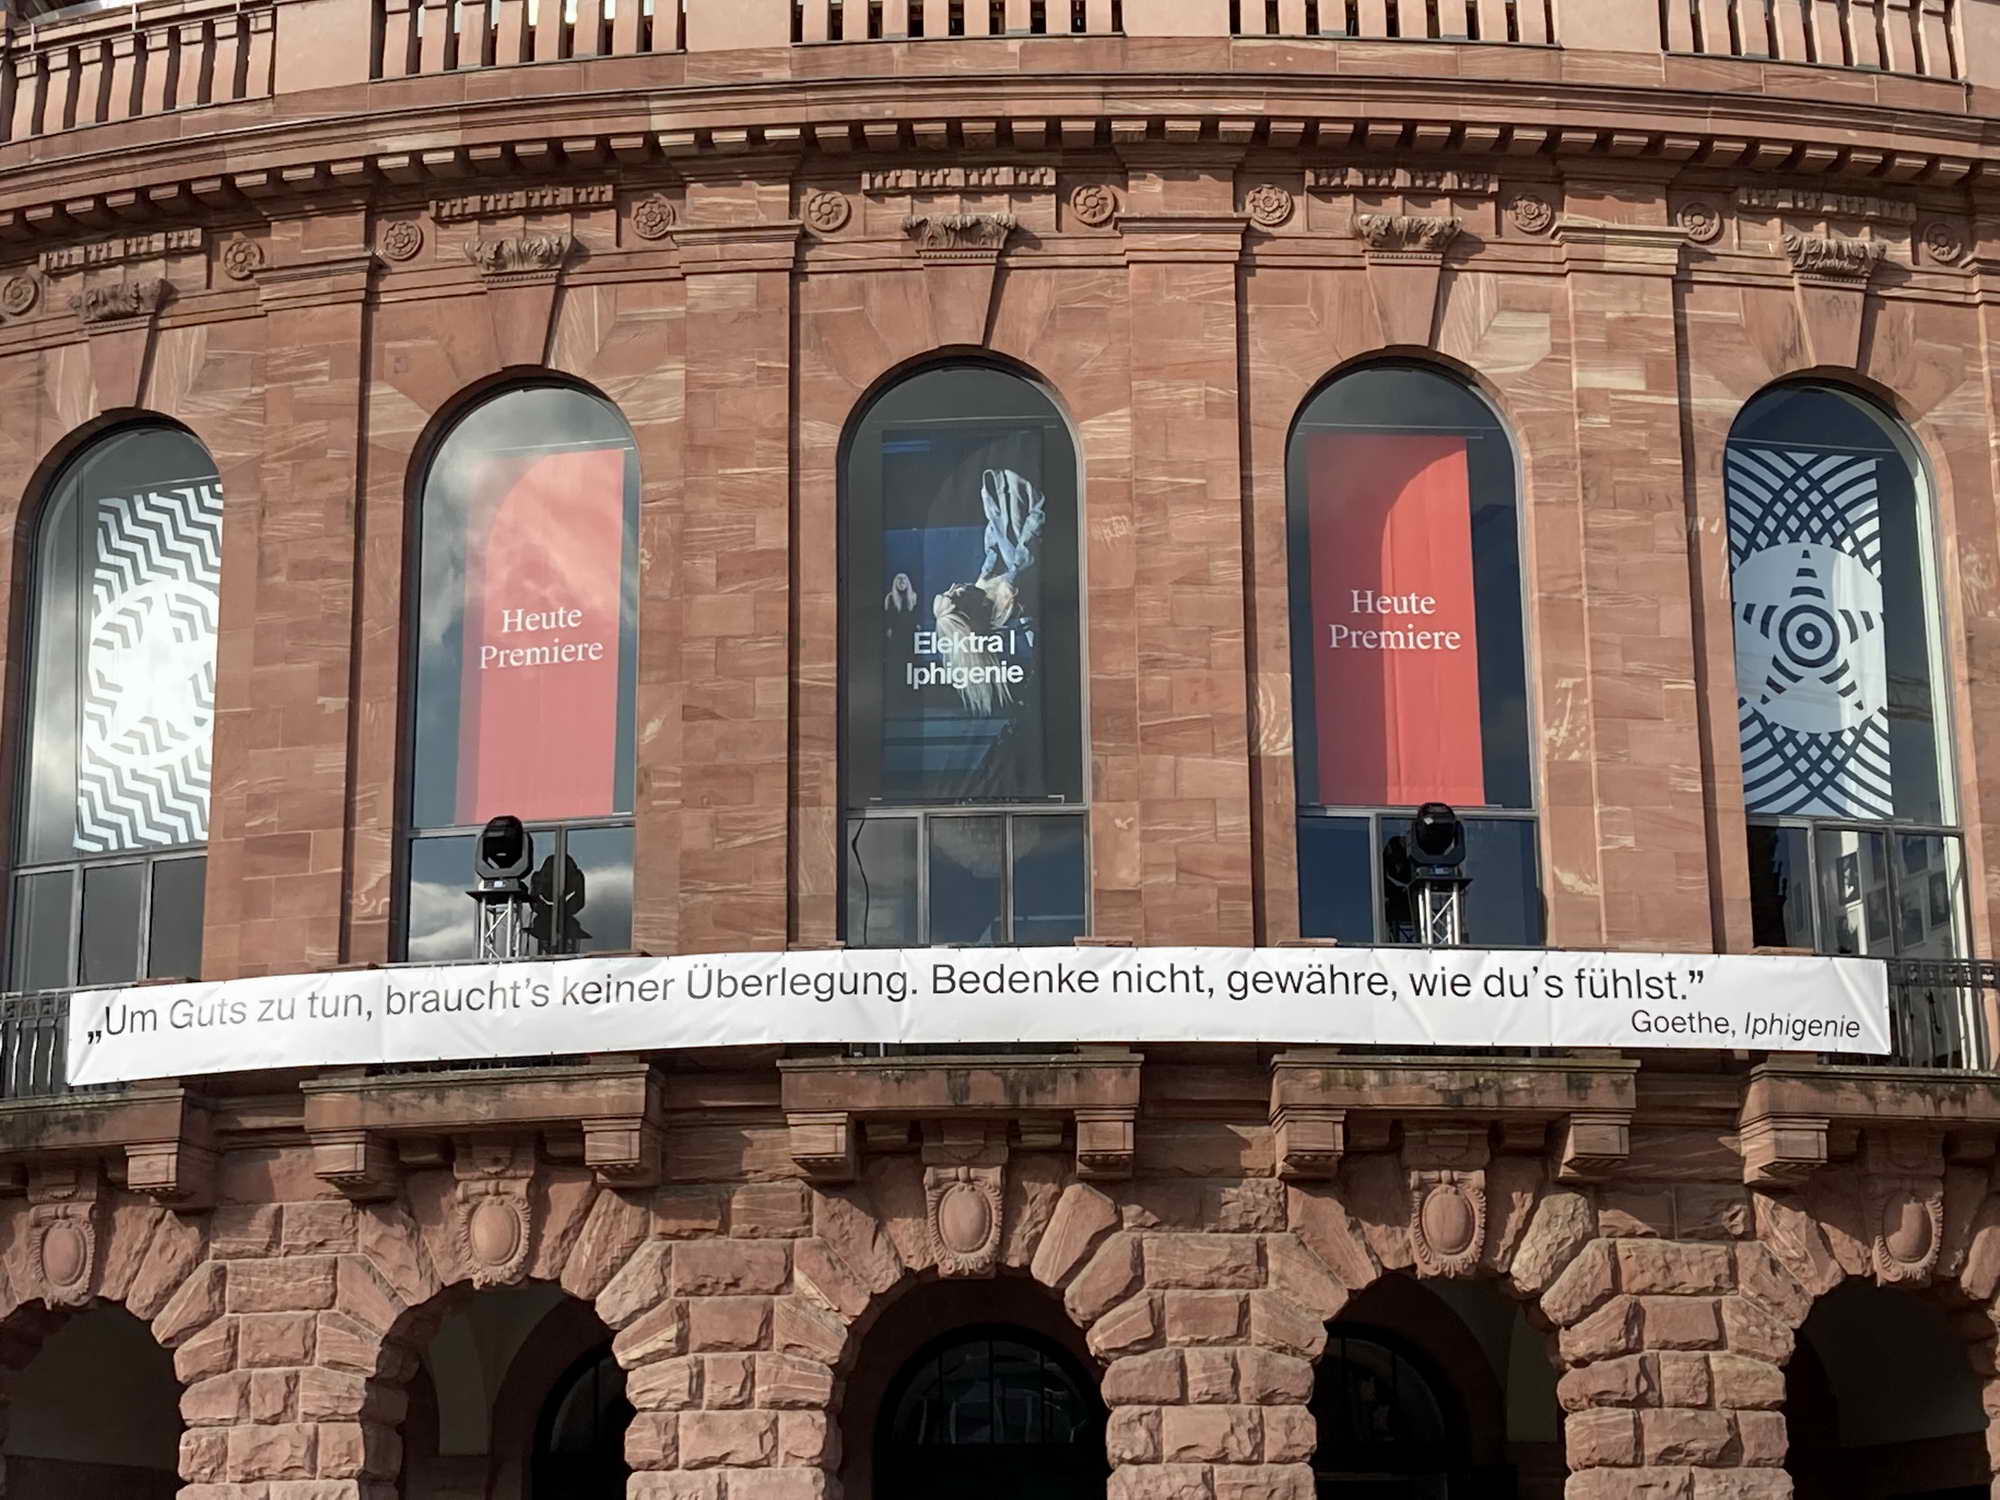 Heute
Premiere
Elektra |
Iphigenie
Heute
Premiere
„Um Guts zu tun, braucht's keiner Überlegung. Bedenke nicht, gewähre, wie du's fühlst.”
Goethe, Iphigenie